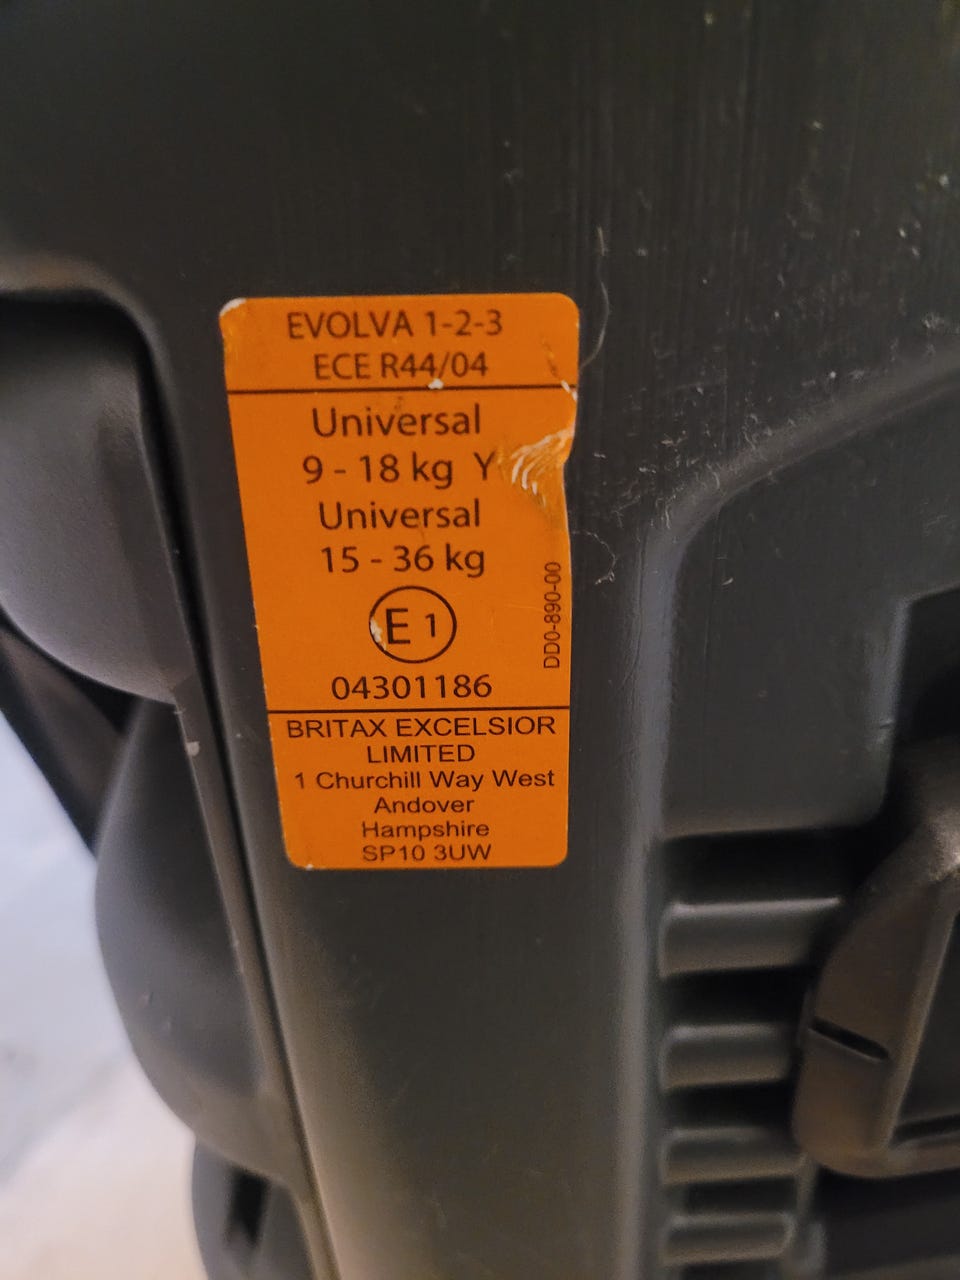 EVOLVA 1-2-3
ECE R44/04
Universal
9 - 18 kg Y
Universal
15 - 36 kg
E 1
04301186
DD0-890-00
BRITAX EXCELSIOR
LIMITED
1 Churchill Way West
Andover
Hampshire
SP10 3UW